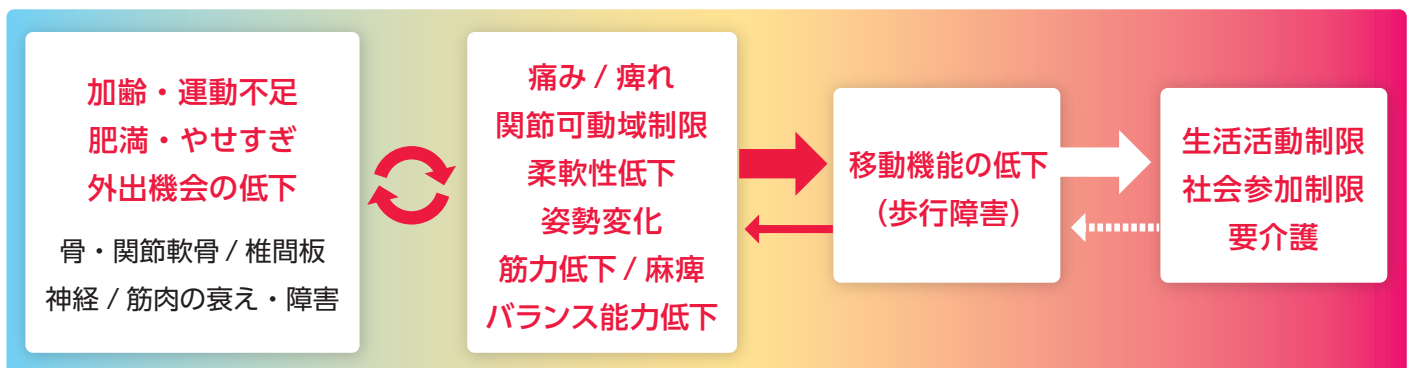 加齢・運動不足
肥満・やせすぎ
外出機会の低下
骨・関節軟骨 / 椎間板
神経 / 筋肉の衰え・障害
痛み / 痺れ
関節可動域制限
柔軟性低下
姿勢変化
筋力低下 / 麻痺
バランス能力低下
移動機能の低下
（歩行障害）
生活活動制限
社会参加制限
要介護